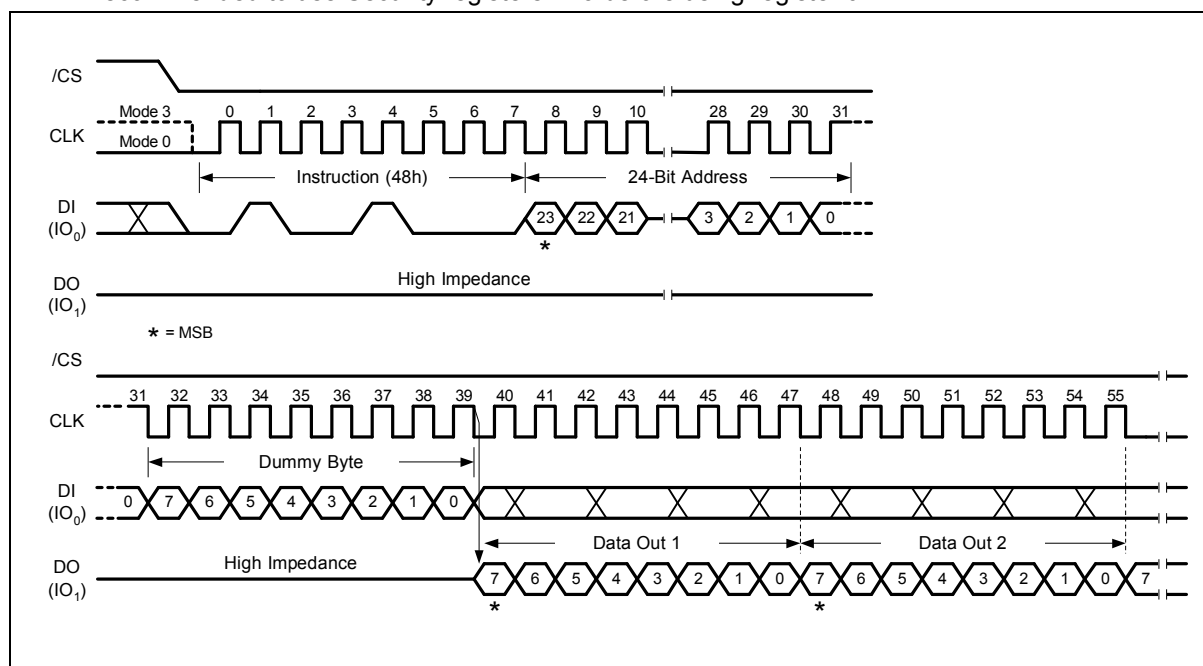 /CS
Mode 3 0 1 2 3 4 5 6 7 8 9 10 28 29 30 31
CLK
Mode 0
Instruction (48h) 24-Bit Address
DI
(IO0)
23 22 21 3 2 1 0
*
High Impedance
DO
(IO1)
* = MSB
/CS
31 32 33 34 35 36 37 38 39 40 41 42 43 44 45 46 47 48 49 50 51 52 53 54 55
CLK
Dummy Byte
DI
(IO0)
0 7 6 5 4 3 2 1 0
Data Out 1 Data Out 2
High Impedance
DO
(IO1)
7 6 5 4 3 2 1 0 7 6 5 4 3 2 1 0 7
* *